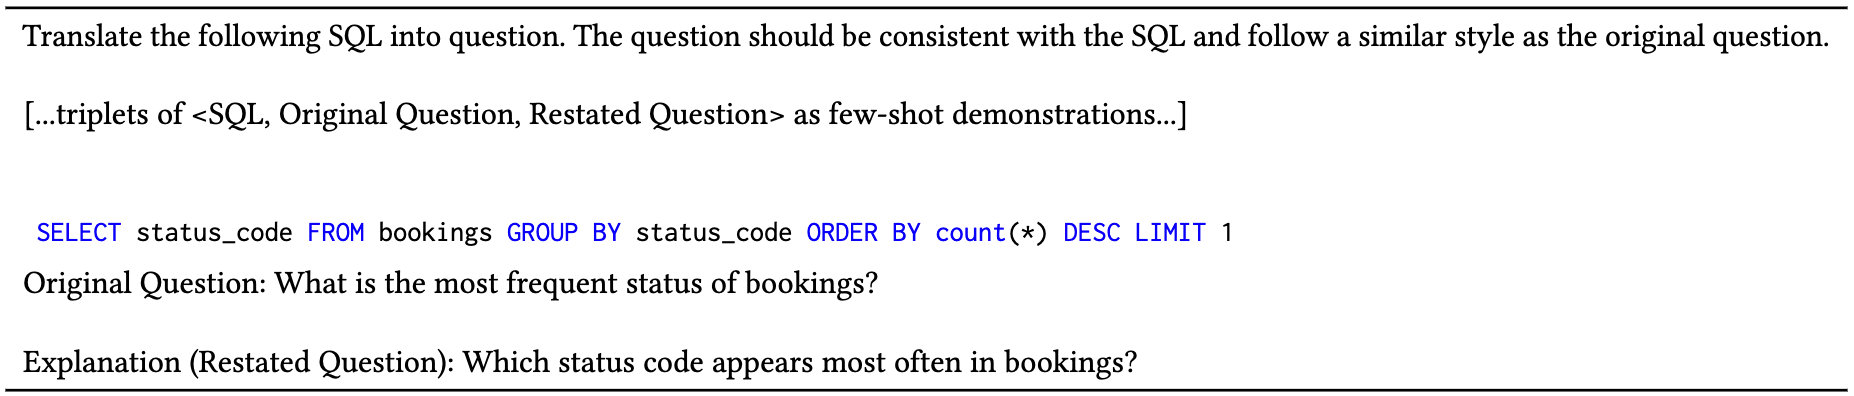 Translate the following SQL into question. The question should be consistent with the SQL and follow a similar style as the original question.
[...triplets of <SQL, Original Question, Restated Question> as few-shot demonstrations...]
SELECT status_code FROM bookings GROUP BY status_code ORDER BY count(*) DESC LIMIT 1
Original Question: What is the most frequent status of bookings?
Explanation (Restated Question): Which status code appears most often in bookings?